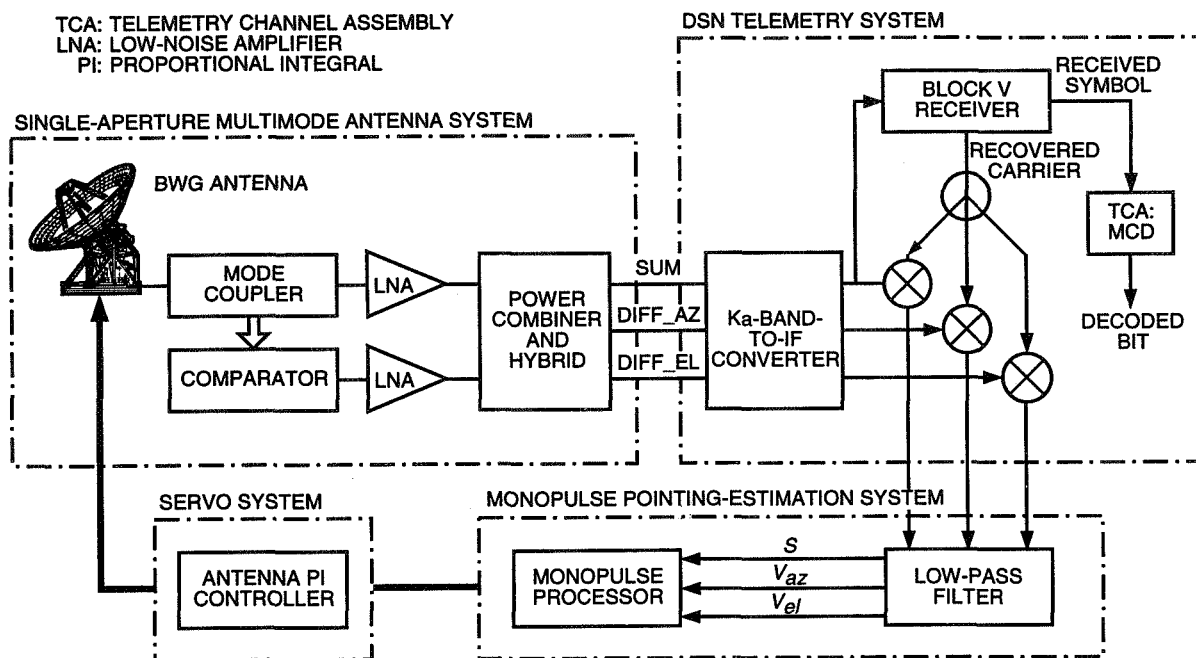 TCA: TELEMETRY CHANNEL ASSEMBLY
LNA: LOW-NOISE AMPLIFIER
PI: PROPORTIONAL INTEGRAL
DSN TELEMETRY SYSTEM
SINGLE-APERTURE MULTIMODE ANTENNA SYSTEM
BWG ANTENNA
MODE
COUPLER
COMPARATOR
LNA
LNA
POWER
COMBINER
AND
HYBRID
SUM
DIFF_AZ
DIFF_EL
Ka-BAND-
TO-IF
CONVERTER
BLOCK V
RECEIVER
RECEIVED
SYMBOL
RECOVERED
CARRIER
TCA:
MCD
DECODED
BIT
SERVO SYSTEM
ANTENNA PI
CONTROLLER
MONOPULSE POINTING-ESTIMATION SYSTEM
MONOPULSE
PROCESSOR
S
Vaz
Vel
LOW-PASS
FILTER